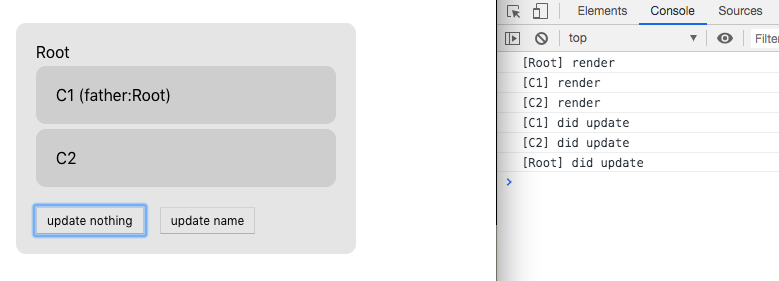 Root
C1 (father:Root)
C2
update nothing
update name
Elements
Console
Sources
top
Filte
[Root] render
[C1] render
[C2] render
[C1] did update
[C2] did update
[Root] did update